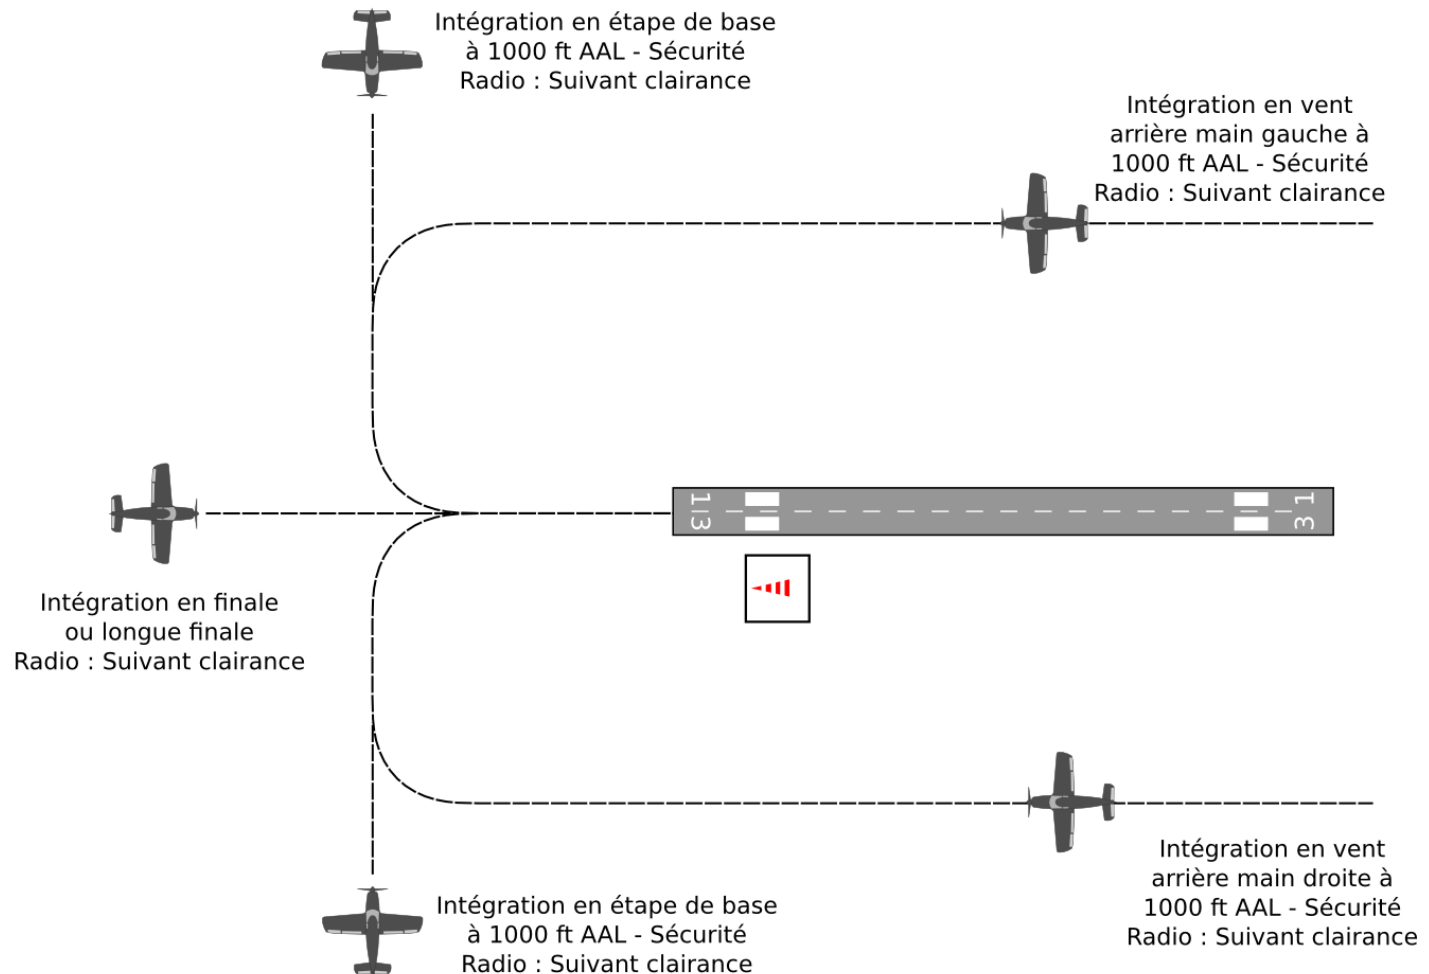 Intégration en étape de base
à 1000 ft AAL - Sécurité
Radio : Suivant clairance
Intégration en vent
arrière main gauche à
1000 ft AAL - Sécurité
Radio : Suivant clairance
13
31
Intégration en finale
ou longue finale
Radio : Suivant clairance
Intégration en vent
arrière main droite à
1000 ft AAL - Sécurité
Radio : Suivant clairance
Intégration en étape de base
à 1000 ft AAL - Sécurité
Radio : Suivant clairance